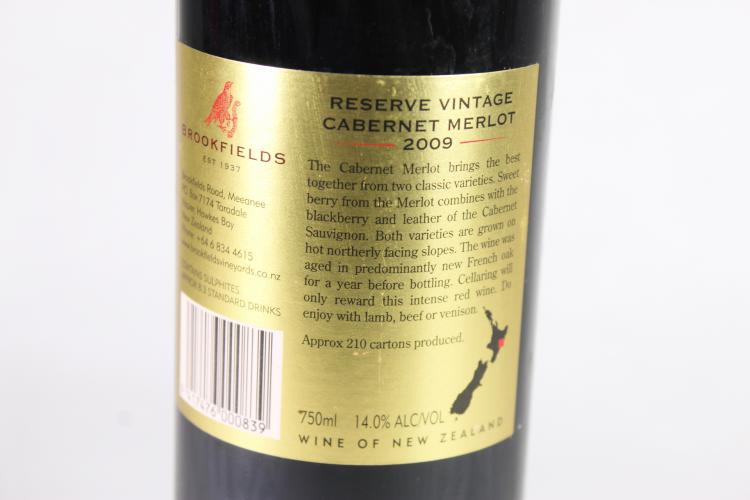 BROOKFIELDS
EST 1937
Brookfields Road, Meeanee
PO Box 7174 Taradale
Hawkes Bay
New Zealand
Phone +64 6 834 4615
www.brookfieldsvineyards.co.nz
CONTAINS SULPHITES
APPROX 8.3 STANDARD DRINKS
000839
RESERVE VINTAGE
CABERNET MERLOT
2009
The Cabernet Merlot brings the best
together from two classic varieties. Sweet
berry from the Merlot combines with the
blackberry and leather of the Cabernet
Sauvignon. Both varieties are grown on
hot northerly facing slopes. The wine was
aged in predominantly new French oak
for a year before bottling. Cellaring will
only reward this intense red wine. Do
enjoy with lamb, beef or venison.
Approx 210 cartons produced.
750ml 14.0% ALC/VOL
WINE OF NEW ZEALAND